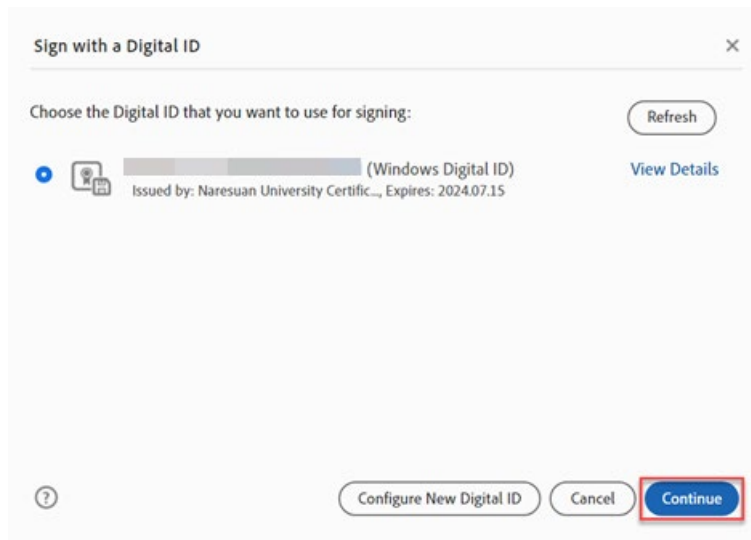 Sign with a Digital ID
Choose the Digital ID that you want to use for signing:
Refresh
(Windows Digital ID)
View Details
Issued by: Naresuan University Certific..., Expires: 2024.07.15
Configure New Digital ID
Cancel
Continue